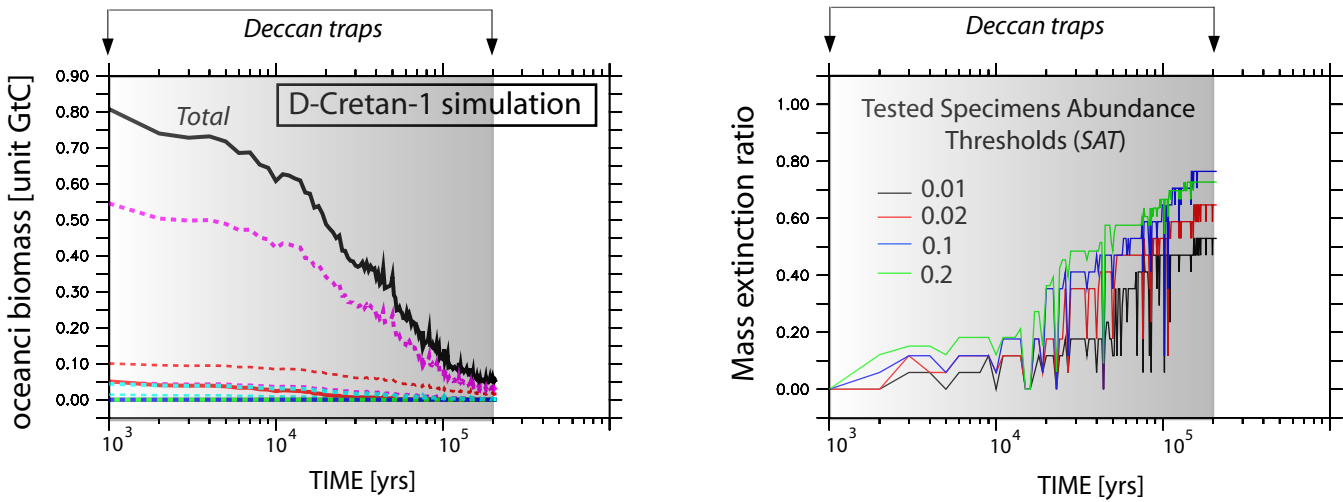 Deccan traps
oceanci biomass [unit GtC]
0.90
0.80
0.70
0.60
0.50
0.40
0.30
0.20
0.10
0.00
D-Cretan-1 simulation
Total
10³
10⁴
10⁵
TIME [yrs]
Deccan traps
Mass extinction ratio
1.00
0.80
0.60
0.40
0.20
0.00
Tested Specimens Abundance
Thresholds (SAT)
0.01
0.02
0.1
0.2
10³
10⁴
10⁵
TIME [yrs]